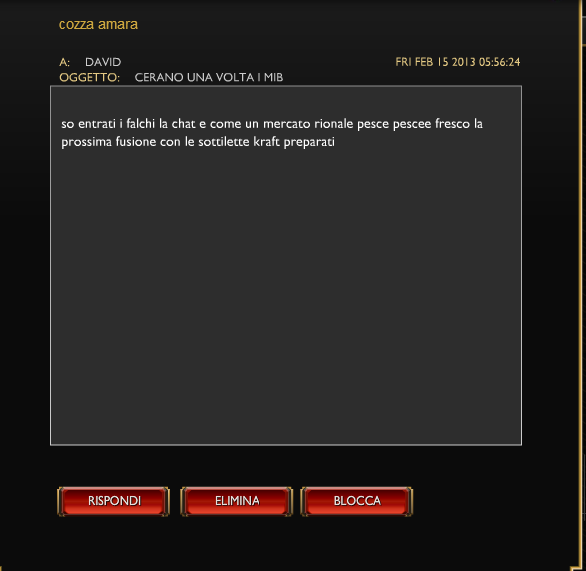 cozza amara
A: DAVID FRI FEB 15 2013 05:56:24
OGGETTO: CERANO UNA VOLTA I MIB
so entrati i falchi la chat e come un mercato rionale pesce pescee fresco la
prossima fusione con le sottilette kraft preparati
RISPONDI ELIMINA BLOCCA